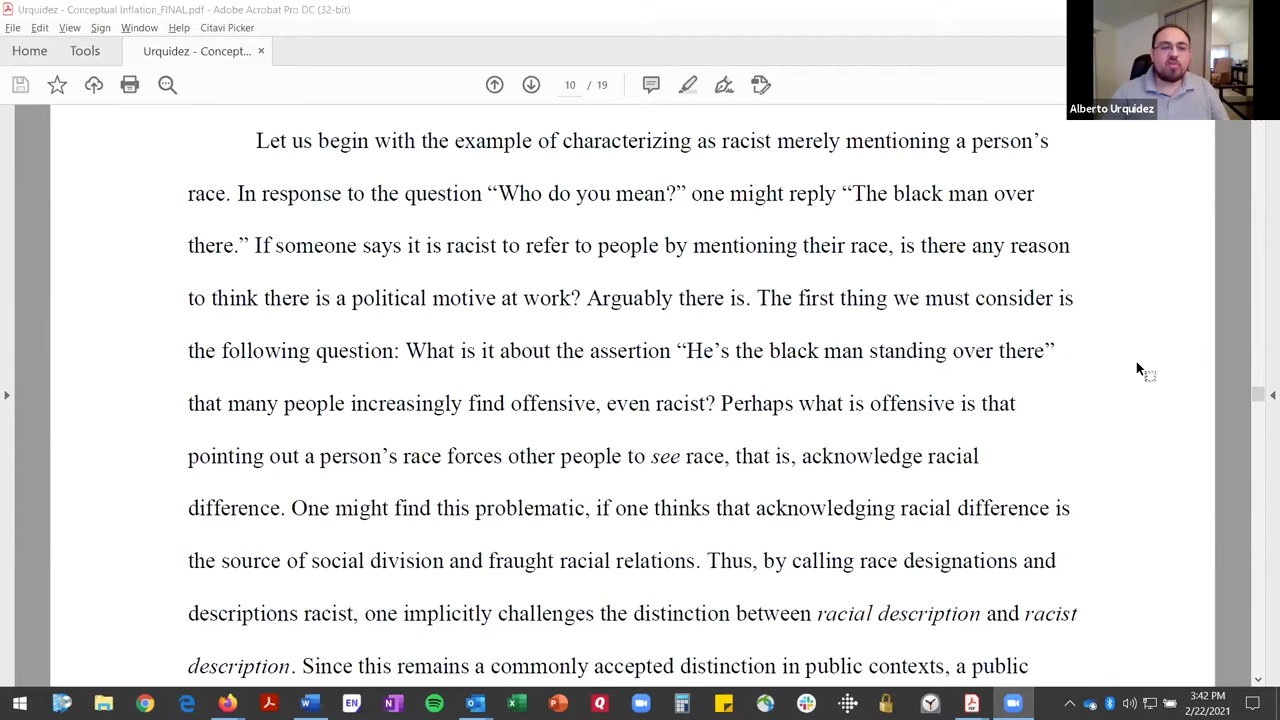 Urquidez - Conceptual Inflation_FINAL.pdf - Adobe Acrobat Pro DC (32-bit)
File Edit View Sign Window Help Citavi Picker
Home Tools Urquidez - Concept... ×
10 / 19
Alberto Urquidez
Let us begin with the example of characterizing as racist merely mentioning a person’s
race. In response to the question “Who do you mean?” one might reply “The black man over
there.” If someone says it is racist to refer to people by mentioning their race, is there any reason
to think there is a political motive at work? Arguably there is. The first thing we must consider is
the following question: What is it about the assertion “He’s the black man standing over there”
that many people increasingly find offensive, even racist? Perhaps what is offensive is that
pointing out a person’s race forces other people to see race, that is, acknowledge racial
difference. One might find this problematic, if one thinks that acknowledging racial difference is
the source of social division and fraught racial relations. Thus, by calling race designations and
descriptions racist, one implicitly challenges the distinction between racial description and racist
description. Since this remains a commonly accepted distinction in public contexts, a public
EN
3:42 PM
2/22/2021